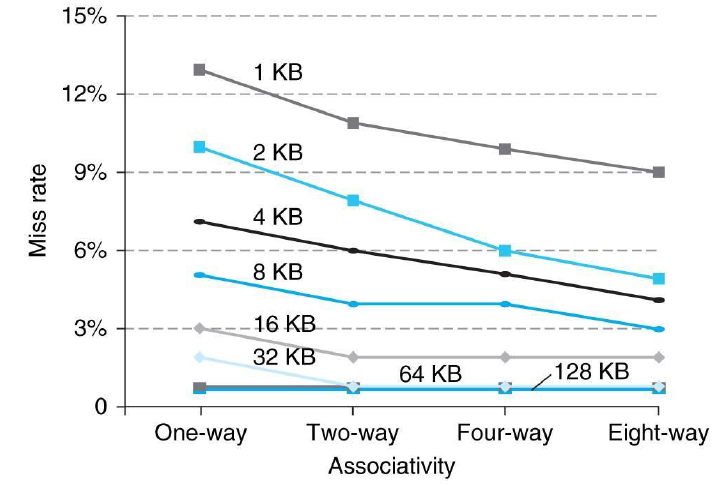 15%
12%
9%
6%
3%
0
Miss rate
1 KB
2 KB
4 KB
8 KB
16 KB
32 KB
64 KB
128 KB
One-way
Two-way
Four-way
Eight-way
Associativity